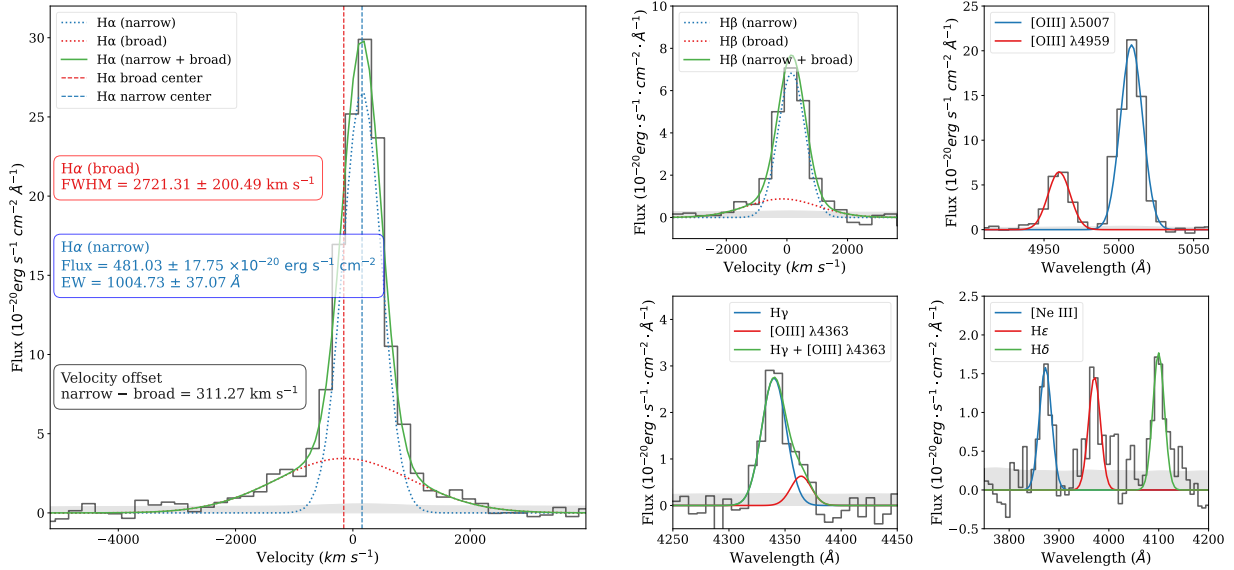 Hα (narrow)
Hα (broad)
Hα (narrow + broad)
Hα broad center
Hα narrow center
Hα (broad)
FWHM = 2721.31 ± 200.49 km s⁻¹
Hα (narrow)
Flux = 481.03 ± 17.75 ×10⁻²⁰ erg s⁻¹ cm⁻²
EW = 1004.73 ± 37.07 Å
Velocity offset
narrow − broad = 311.27 km s⁻¹
Flux (10⁻²⁰erg s⁻¹ cm⁻² Å⁻¹)
30
25
20
15
10
5
0
−4000
−2000
0
2000
Velocity (km s⁻¹)
Hβ (narrow)
Hβ (broad)
Hβ (narrow + broad)
Flux (10⁻²⁰erg · s⁻¹ · cm⁻² · Å⁻¹)
10
8
6
4
2
0
−2000
0
2000
Velocity (km s⁻¹)
[OIII] λ5007
[OIII] λ4959
Flux (10⁻²⁰erg s⁻¹ cm⁻² Å⁻¹)
25
20
15
10
5
0
4960
5010
5060
Wavelength (Å)
Hγ
[OIII] λ4363
Hγ + [OIII] λ4363
Flux (10⁻²⁰erg · s⁻¹ · cm⁻² · Å⁻¹)
4
3
2
1
0
4250
4300
4350
4400
4450
Wavelength (Å)
[Ne III]
Hε
Hδ
Flux (10⁻²⁰erg · s⁻¹ · cm⁻² · Å⁻¹)
2.5
2.0
1.5
1.0
0.5
0.0
−0.5
3800
3900
4000
4100
4200
Wavelength (Å)